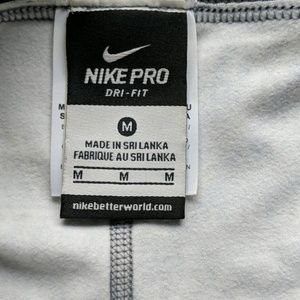 NIKE PRO
DRI-FIT
M
MADE IN SRI LANKA
FABRIQUE AU SRI LANKA
M M M
nikebetterworld.com